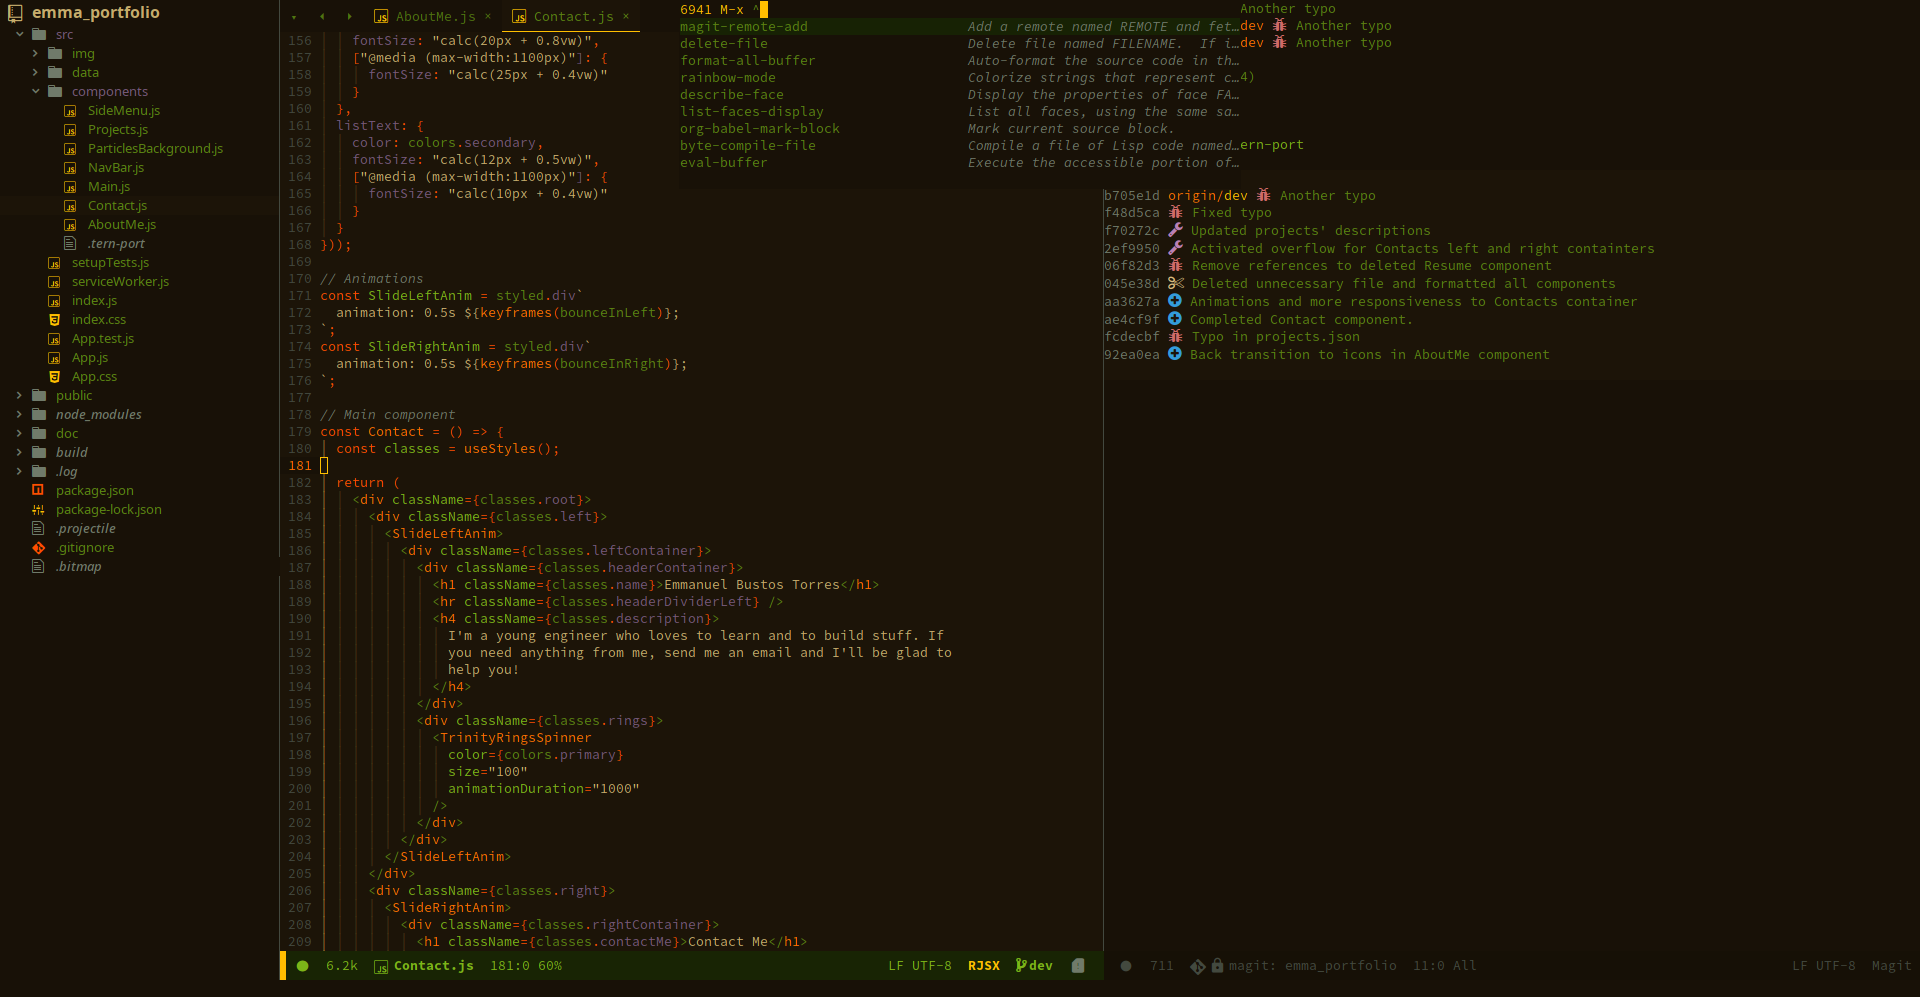 emma_portfolio
src
img
data
components
SideMenu.js
Projects.js
ParticlesBackground.js
NavBar.js
Main.js
Contact.js
AboutMe.js
.tern-port
setupTests.js
serviceWorker.js
index.js
index.css
App.test.js
App.js
App.css
public
node_modules
doc
build
.log
package.json
package-lock.json
.projectile
.gitignore
.bitmap
AboutMe.js ×
Contact.js ×
156 fontSize: "calc(20px + 0.8vw)",
157 ["@media (max-width:1100px)"]: {
158 fontSize: "calc(25px + 0.4vw)"
159 }
160 },
161 listText: {
162 color: colors.secondary,
163 fontSize: "calc(12px + 0.5vw)",
164 ["@media (max-width:1100px)"]: {
165 fontSize: "calc(10px + 0.4vw)"
166 }
167 }
168 }));
169
170 // Animations
171 const SlideLeftAnim = styled.div`
172 animation: 0.5s ${keyframes(bounceInLeft)};
173 `;
174 const SlideRightAnim = styled.div`
175 animation: 0.5s ${keyframes(bounceInRight)};
176 `;
177
178 // Main component
179 const Contact = () => {
180 const classes = useStyles();
181
182 return (
183 <div className={classes.root}>
184 <div className={classes.left}>
185 <SlideLeftAnim>
186 <div className={classes.leftContainer}>
187 <div className={classes.headerContainer}>
188 <h1 className={classes.name}>Emmanuel Bustos Torres</h1>
189 <hr className={classes.headerDividerLeft} />
190 <h4 className={classes.description}>
191 I'm a young engineer who loves to learn and to build stuff. If
192 you need anything from me, send me an email and I'll be glad to
193 help you!
194 </h4>
195 </div>
196 <div className={classes.rings}>
197 <TrinityRingsSpinner
198 color={colors.primary}
199 size="100"
200 animationDuration="1000"
201 />
202 </div>
203 </div>
204 </SlideLeftAnim>
205 </div>
206 <div className={classes.right}>
207 <SlideRightAnim>
208 <div className={classes.rightContainer}>
209 <h1 className={classes.contactMe}>Contact Me</h1>
6.2k Contact.js 181:0 60% LF UTF-8 RJSX dev
6941 M-x ^
magit-remote-add Add a remote named REMOTE and fet…
delete-file Delete file named FILENAME.  If i…
format-all-buffer Auto-format the source code in th…
rainbow-mode Colorize strings that represent c…
describe-face Display the properties of face FA…
list-faces-display List all faces, using the same sa…
org-babel-mark-block Mark current source block.
byte-compile-file Compile a file of Lisp code named…
eval-buffer Execute the accessible portion of…
Another typo
dev Another typo
dev Another typo
4)
ern-port
b705e1d origin/dev Another typo
f48d5ca Fixed typo
f70272c Updated projects' descriptions
2ef9950 Activated overflow for Contacts left and right containters
06f82d3 Remove references to deleted Resume component
045e38d Deleted unnecessary file and formatted all components
aa3627a Animations and more responsiveness to Contacts container
ae4cf9f Completed Contact component.
fcdecbf Typo in projects.json
92ea0ea Back transition to icons in AboutMe component
711 magit: emma_portfolio 11:0 All LF UTF-8 Magit